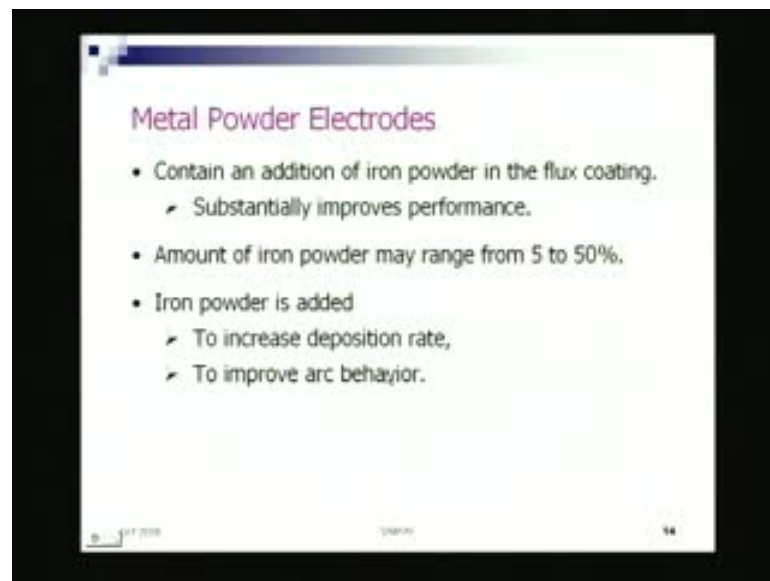 Metal Powder Electrodes
• Contain an addition of iron powder in the flux coating.
➢ Substantially improves performance.
• Amount of iron powder may range from 5 to 50%.
• Iron powder is added
➢ To increase deposition rate,
➢ To improve arc behavior.
14